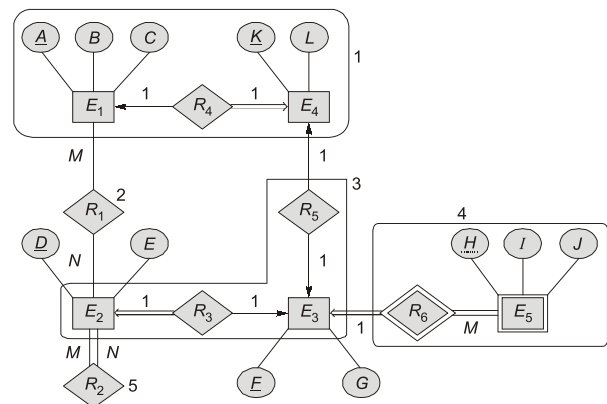 A B C K L
1
E1 1 R4 1 E4
M 1
R1 2 3
R5 4
D E N H I J
1
E2 1 R3 1 E3 1 R6 M E5
M N
R2 5 F G